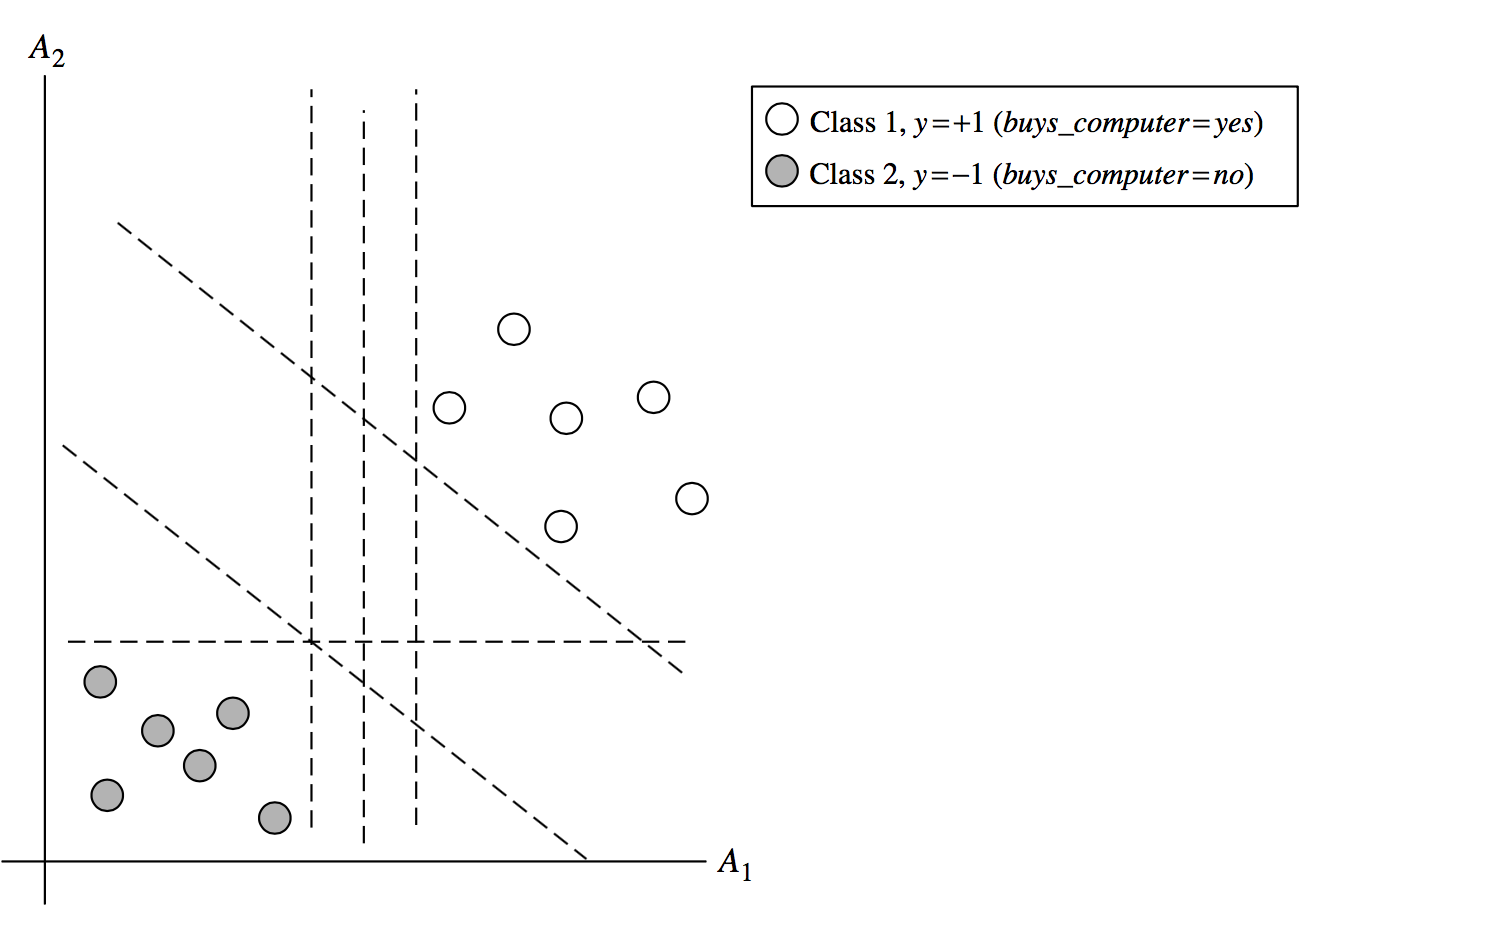 A2
Class 1, y=+1 (buys_computer=yes)
Class 2, y=−1 (buys_computer=no)
A1